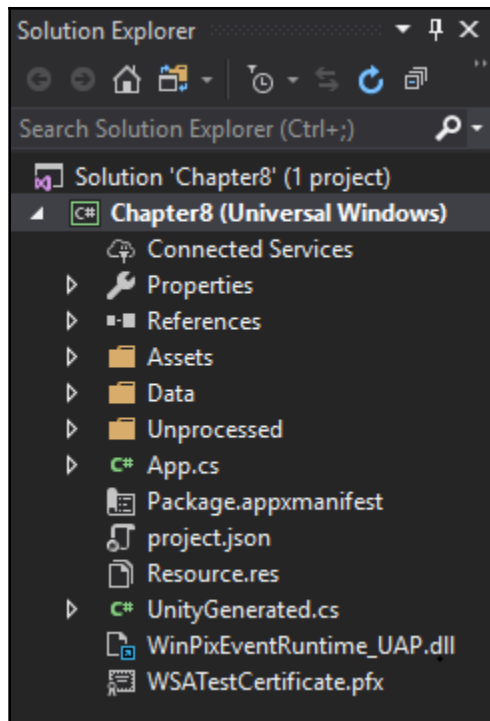 Solution Explorer
Search Solution Explorer (Ctrl+;)
Solution 'Chapter8' (1 project)
C# Chapter8 (Universal Windows)
Connected Services
Properties
References
Assets
Data
Unprocessed
C# App.cs
Package.appxmanifest
project.json
Resource.res
C# UnityGenerated.cs
WinPixEventRuntime_UAP.dll
WSATestCertificate.pfx